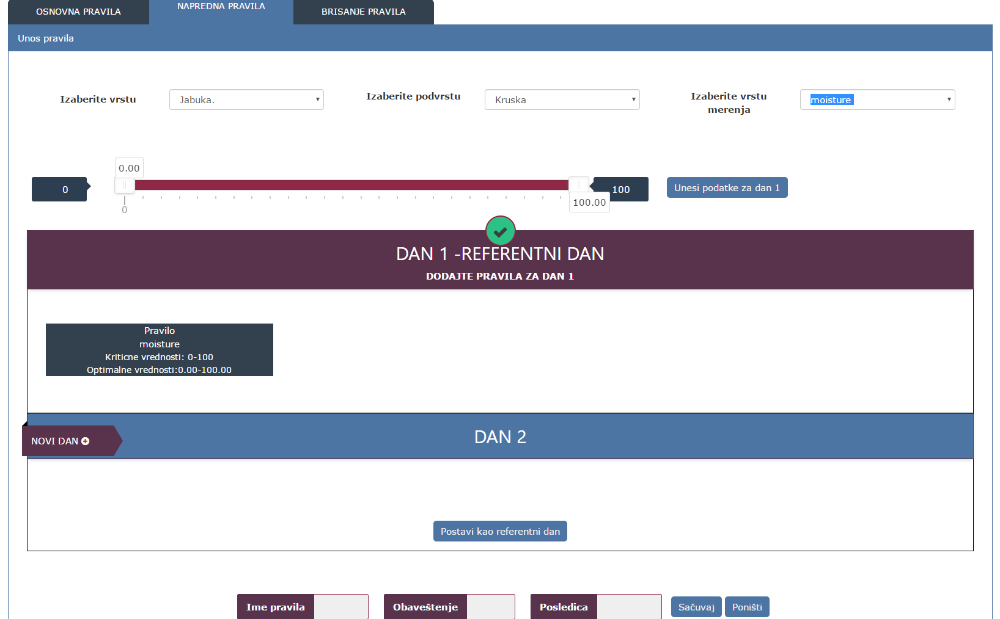 OSNOVNA PRAVILA
NAPREDNA PRAVILA
BRISANJE PRAVILA
Unos pravila
Izaberite vrstu
Jabuka.
Izaberite podvrstu
Kruska
Izaberite vrstu
merenja
moisture
0.00
0
100
Unesi podatke za dan 1
100.00
0
DAN 1 -REFERENTNI DAN
DODAJTE PRAVILA ZA DAN 1
Pravilo
moisture
Kriticne vrednosti: 0-100
Optimalne vrednosti:0.00-100.00
NOVI DAN
DAN 2
Postavi kao referentni dan
Ime pravila
Obaveštenje
Posledica
Sačuvaj
Poništi